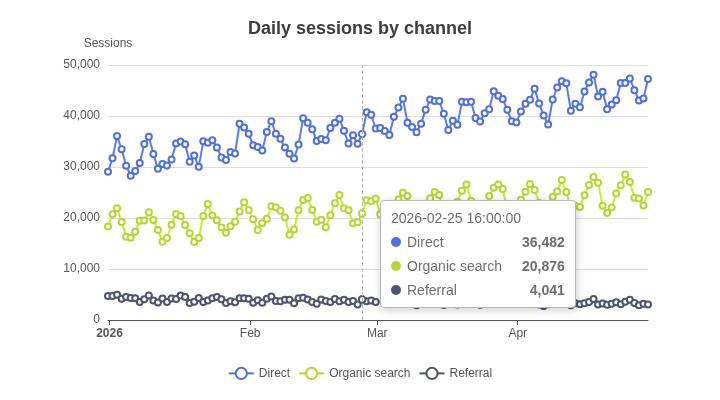 Daily sessions by channel
Sessions
50,000
40,000
30,000
20,000
10,000
0
2026-02-25 16:00:00
Direct 36,482
Organic search 20,876
Referral 4,041
2026 Feb Mar Apr
Direct Organic search Referral